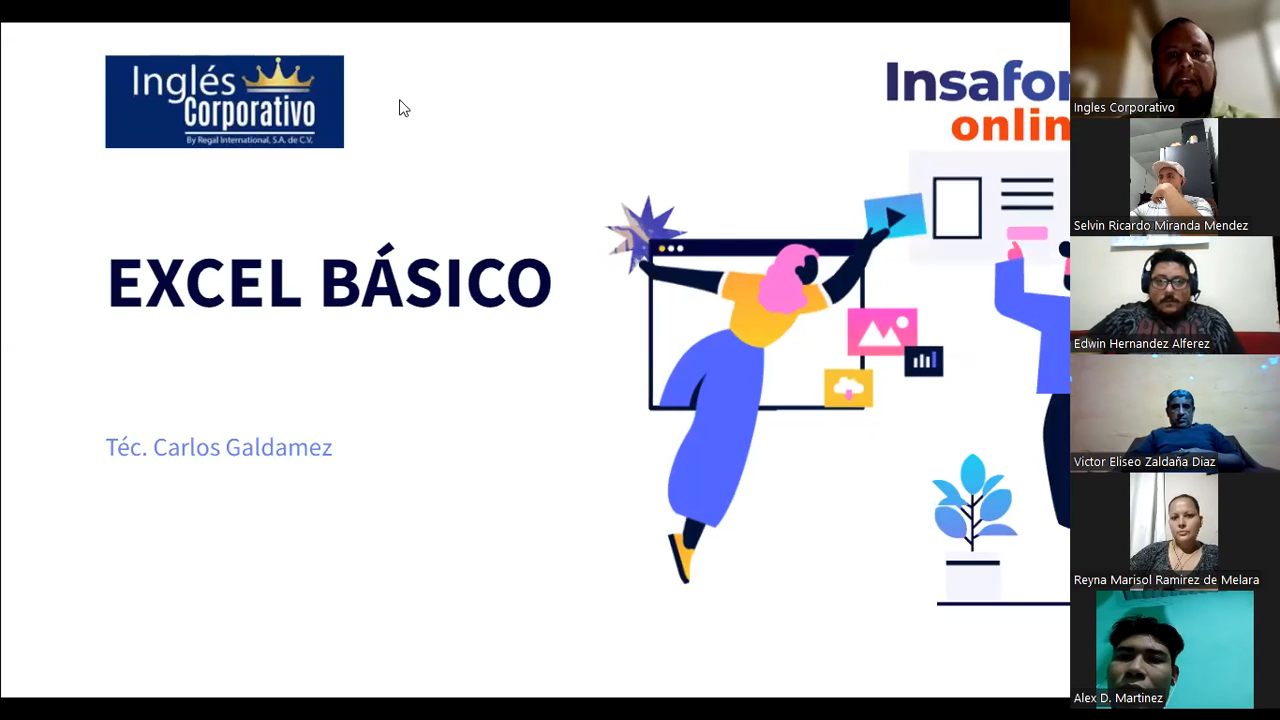 Inglés
Corporativo
By Regal International, S.A. de C.V.
Insafor
onlin
EXCEL BÁSICO
Téc. Carlos Galdamez
Ingles Corporativo
Selvin Ricardo Miranda Mendez
Edwin Hernandez Alferez
Victor Eliseo Zaldaña Diaz
Reyna Marisol Ramirez de Melara
Alex D. Martinez